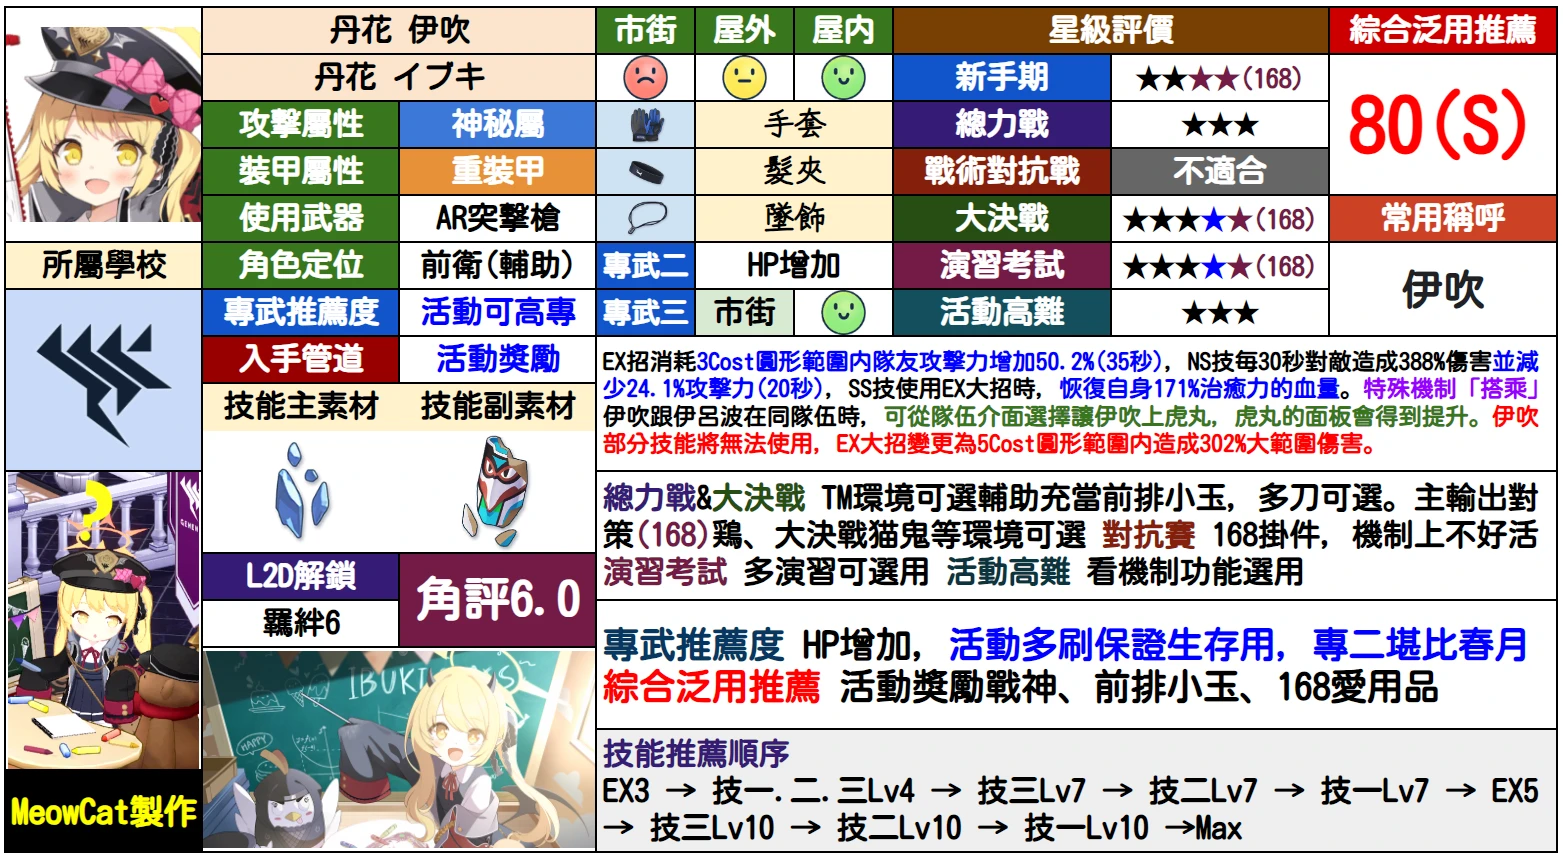 丹花 伊吹
丹花 イブキ
市街 屋外 屋内
星級評價
綜合泛用推薦
新手期 ★★★★(168)
80(S)
攻擊屬性 神秘屬
手套
總力戰 ★★★
裝甲屬性 重裝甲
髮夾
戰術對抗戰 不適合
使用武器 AR突擊槍
墜飾
大決戰 ★★★★★(168)
常用稱呼
所屬學校
角色定位 前衛(輔助)
專武二 HP增加
演習考試 ★★★★★(168)
伊吹
專武推薦度 活動可高專
專武三 市街
活動高難 ★★★
入手管道 活動獎勵
技能主素材 技能副素材
EX招消耗3Cost圓形範圍內隊友攻擊力增加50.2%(35秒)，NS技每30秒對敵造成388%傷害並減
少24.1%攻擊力(20秒)，SS技使用EX大招時，恢復自身171%治癒力的血量。特殊機制「搭乘」
伊吹跟伊呂波在同隊伍時，可從隊伍介面選擇讓伊吹上虎丸，虎丸的面板會得到提升。伊吹
部分技能將無法使用，EX大招變更為5Cost圓形範圍內造成302%大範圍傷害。
L2D解鎖
羈絆6
角評6.0
總力戰&大決戰 TM環境可選輔助充當前排小玉，多刀可選。主輸出對
策(168)鶏、大決戰猫鬼等環境可選 對抗賽 168掛件，機制上不好活
演習考試 多演習可選用 活動高難 看機制功能選用
專武推薦度 HP增加，活動多刷保證生存用，專二堪比春月
綜合泛用推薦 活動獎勵戰神、前排小玉、168愛用品
HAPPY
MeowCat製作
技能推薦順序
EX3 → 技一.二.三Lv4 → 技三Lv7 → 技二Lv7 → 技一Lv7 → EX5
→ 技三Lv10 → 技二Lv10 → 技一Lv10 →Max